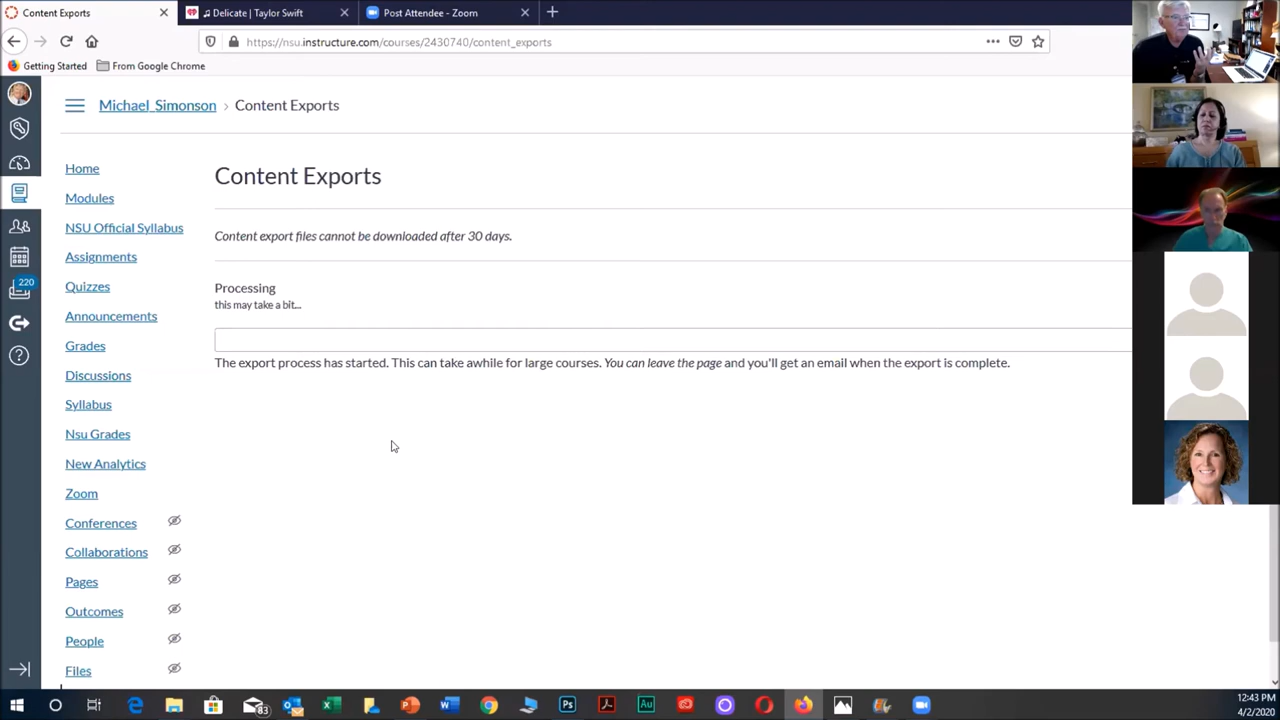 Content Exports
Delicate | Taylor Swift
Post Attendee - Zoom
https://nsu.instructure.com/courses/2430740/content_exports
Getting Started
From Google Chrome
Michael_Simonson › Content Exports
Home
Modules
NSU Official Syllabus
Assignments
Quizzes
Announcements
Grades
Discussions
Syllabus
Nsu Grades
New Analytics
Zoom
Conferences
Collaborations
Pages
Outcomes
People
Files
220
Content Exports
Content export files cannot be downloaded after 30 days.
Processing
this may take a bit...
The export process has started. This can take awhile for large courses. You can leave the page and you'll get an email when the export is complete.
83
Ps
Au
12:43 PM
4/2/2020